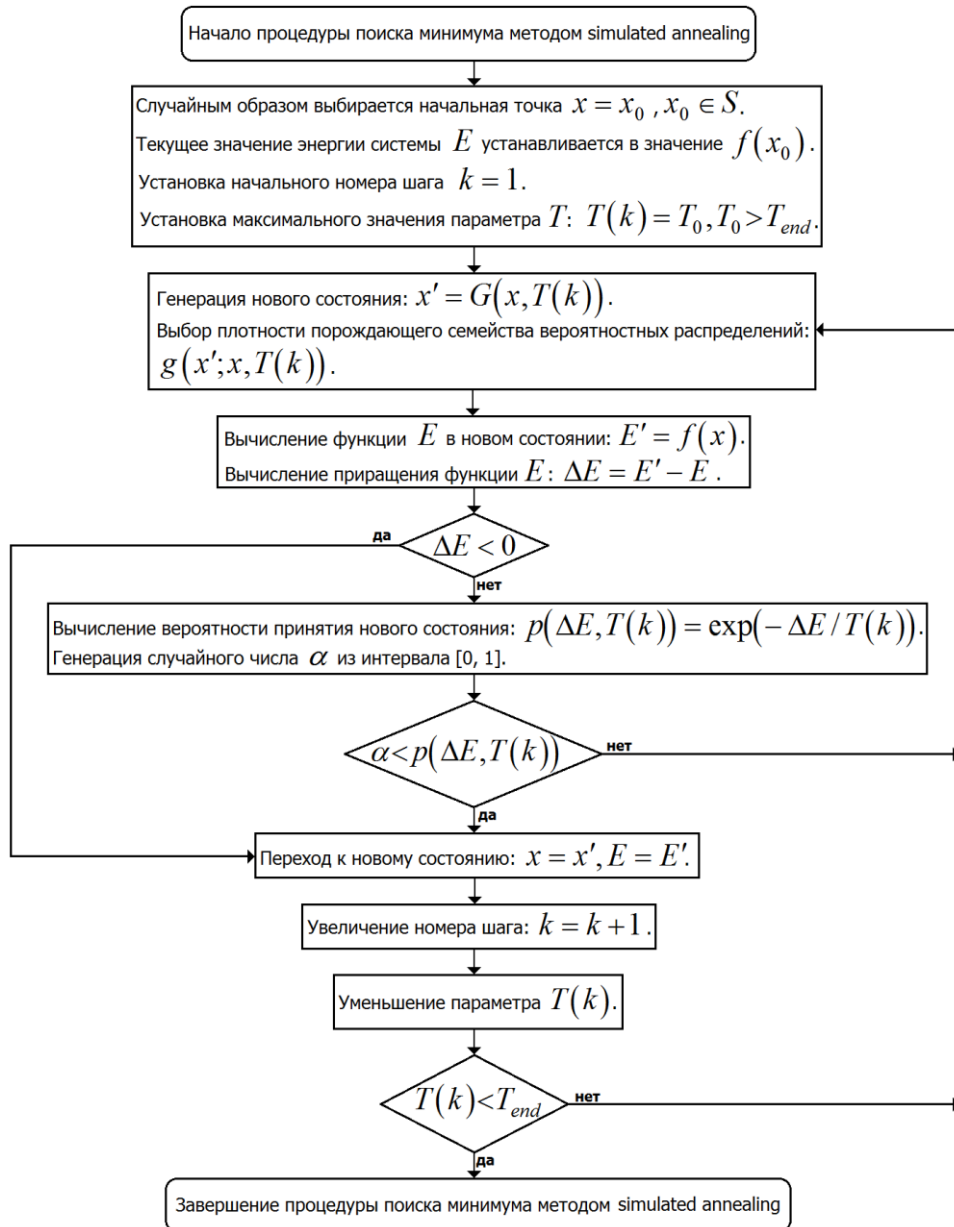 Начало процедуры поиска минимума методом simulated annealing
Случайным образом выбирается начальная точка x = x₀ , x₀ ∈ S.
Текущее значение энергии системы E устанавливается в значение f(x₀).
Установка начального номера шага k = 1.
Установка максимального значения параметра T: T(k) = T₀, T₀ > T_end.
Генерация нового состояния: x′ = G(x, T(k)).
Выбор плотности порождающего семейства вероятностных распределений:
g(x′; x, T(k)).
Вычисление функции E в новом состоянии: E′ = f(x).
Вычисление приращения функции E: ΔE = E′ − E .
да
ΔE < 0
нет
Вычисление вероятности принятия нового состояния: p(ΔE, T(k)) = exp(− ΔE / T(k)).
Генерация случайного числа α из интервала [0, 1].
α < p(ΔE, T(k))
нет
да
Переход к новому состоянию: x = x′, E = E′.
Увеличение номера шага: k = k + 1.
Уменьшение параметра T(k).
T(k) < T_end
нет
да
Завершение процедуры поиска минимума методом simulated annealing